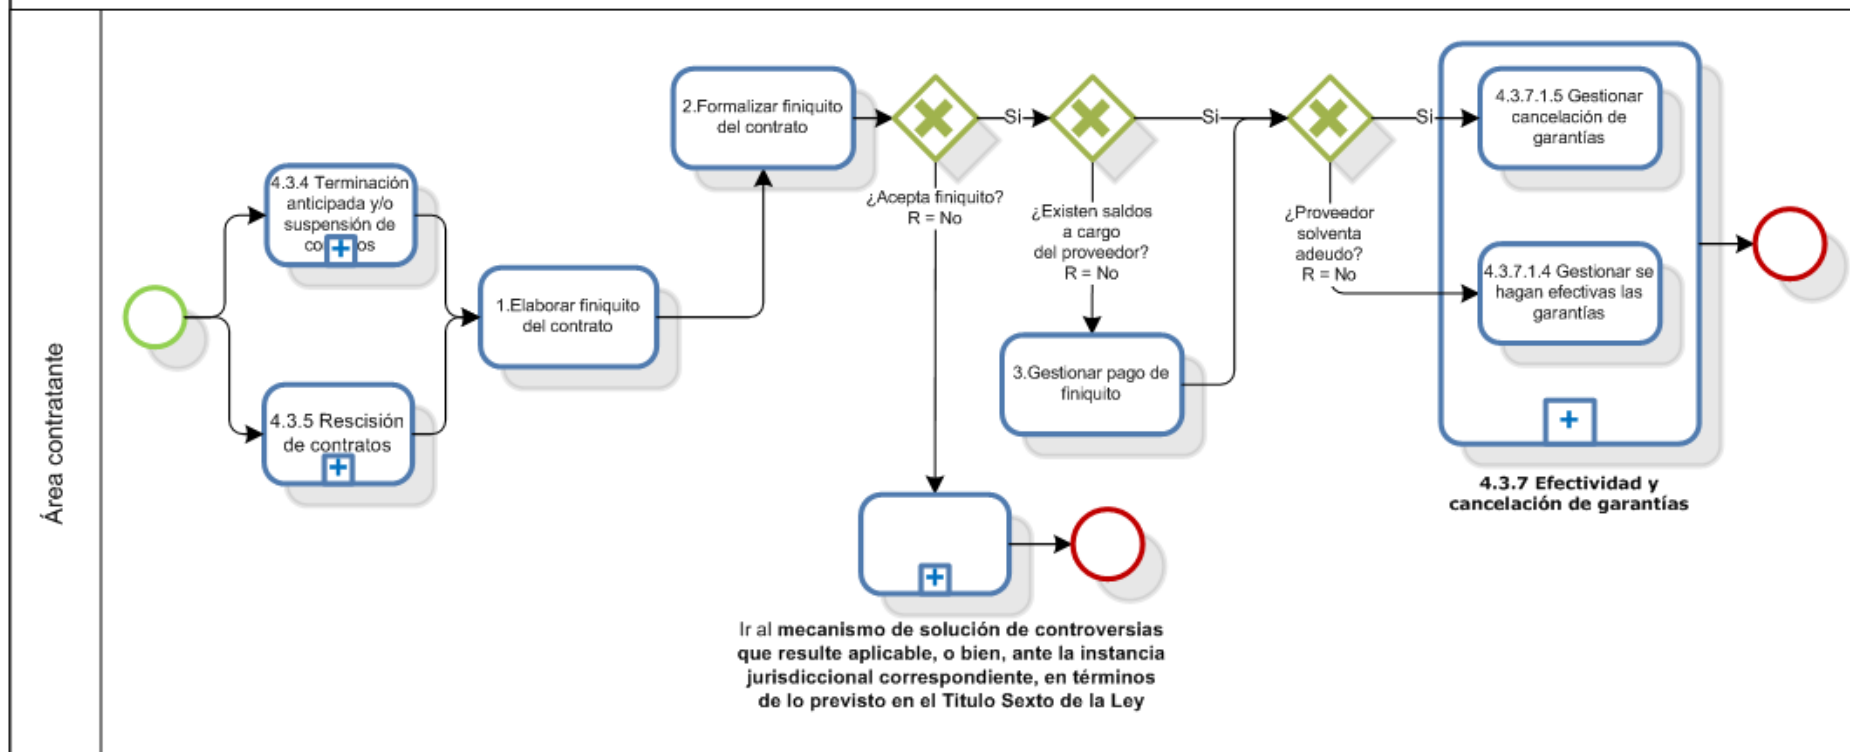 Área contratante
4.3.4 Terminación
anticipada y/o
suspensión de
4.3.5 Rescisión
de contratos
1.Elaborar finiquito
del contrato
2.Formalizar finiquito
del contrato
¿Acepta finiquito?
R = No
Si
¿Existen saldos
a cargo
del proveedor?
R = No
Si
3.Gestionar pago de
finiquito
¿Proveedor
solventa
adeudo?
R = No
Si
4.3.7.1.5 Gestionar
cancelación de
garantías
4.3.7.1.4 Gestionar se
hagan efectivas las
garantías
4.3.7 Efectividad y
cancelación de garantías
Ir al mecanismo de solución de controversias
que resulte aplicable, o bien, ante la instancia
jurisdiccional correspondiente, en términos
de lo previsto en el Titulo Sexto de la Ley